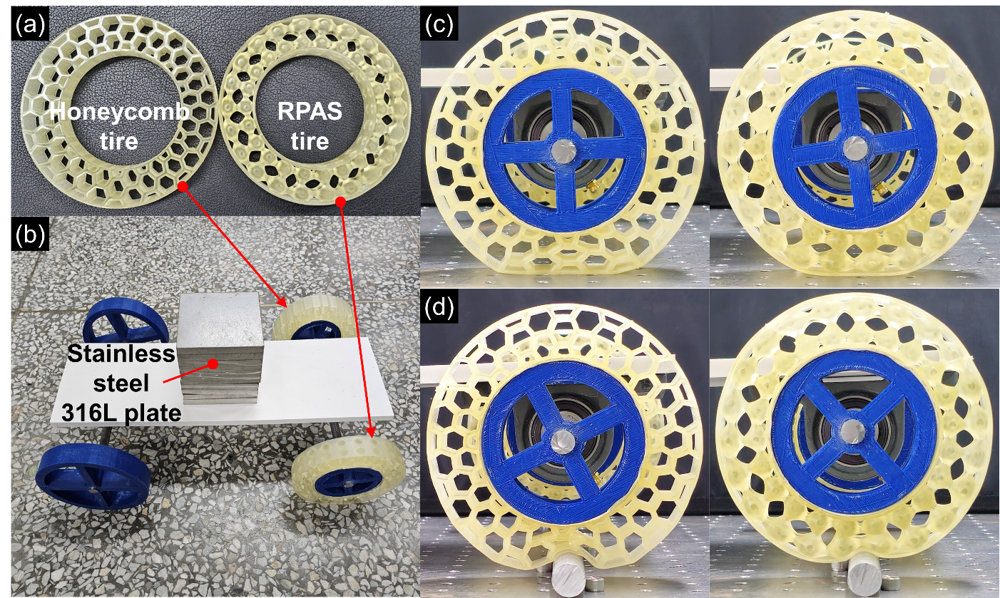 (a)
Honeycomb
tire
RPAS
tire
(b)
Stainless
steel
316L plate
(c)
(d)